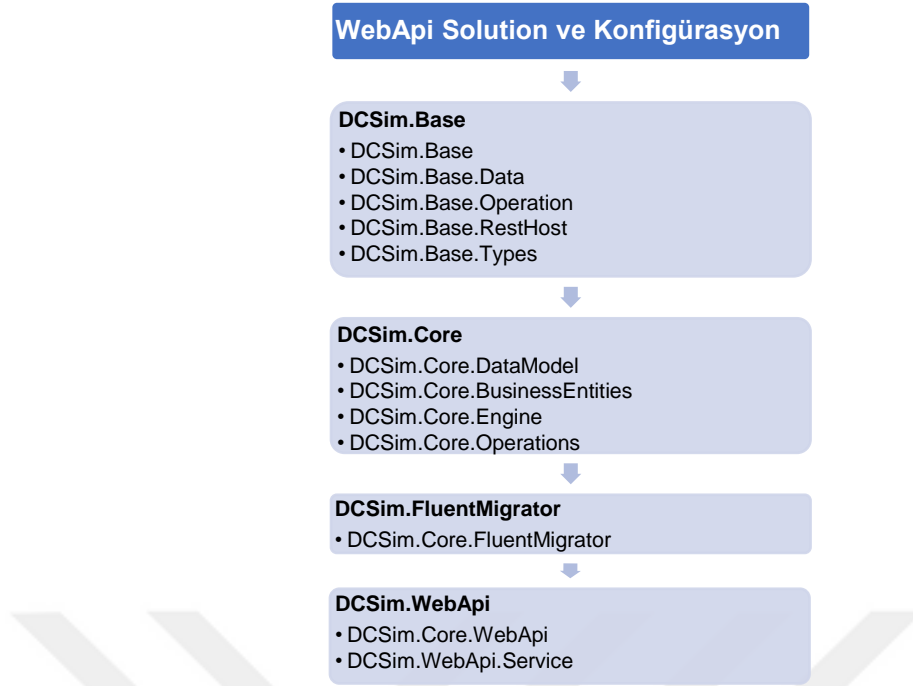 WebApi Solution ve Konfigürasyon
DCSim.Base
• DCSim.Base
• DCSim.Base.Data
• DCSim.Base.Operation
• DCSim.Base.RestHost
• DCSim.Base.Types
DCSim.Core
• DCSim.Core.DataModel
• DCSim.Core.BusinessEntities
• DCSim.Core.Engine
• DCSim.Core.Operations
DCSim.FluentMigrator
• DCSim.Core.FluentMigrator
DCSim.WebApi
• DCSim.Core.WebApi
• DCSim.WebApi.Service